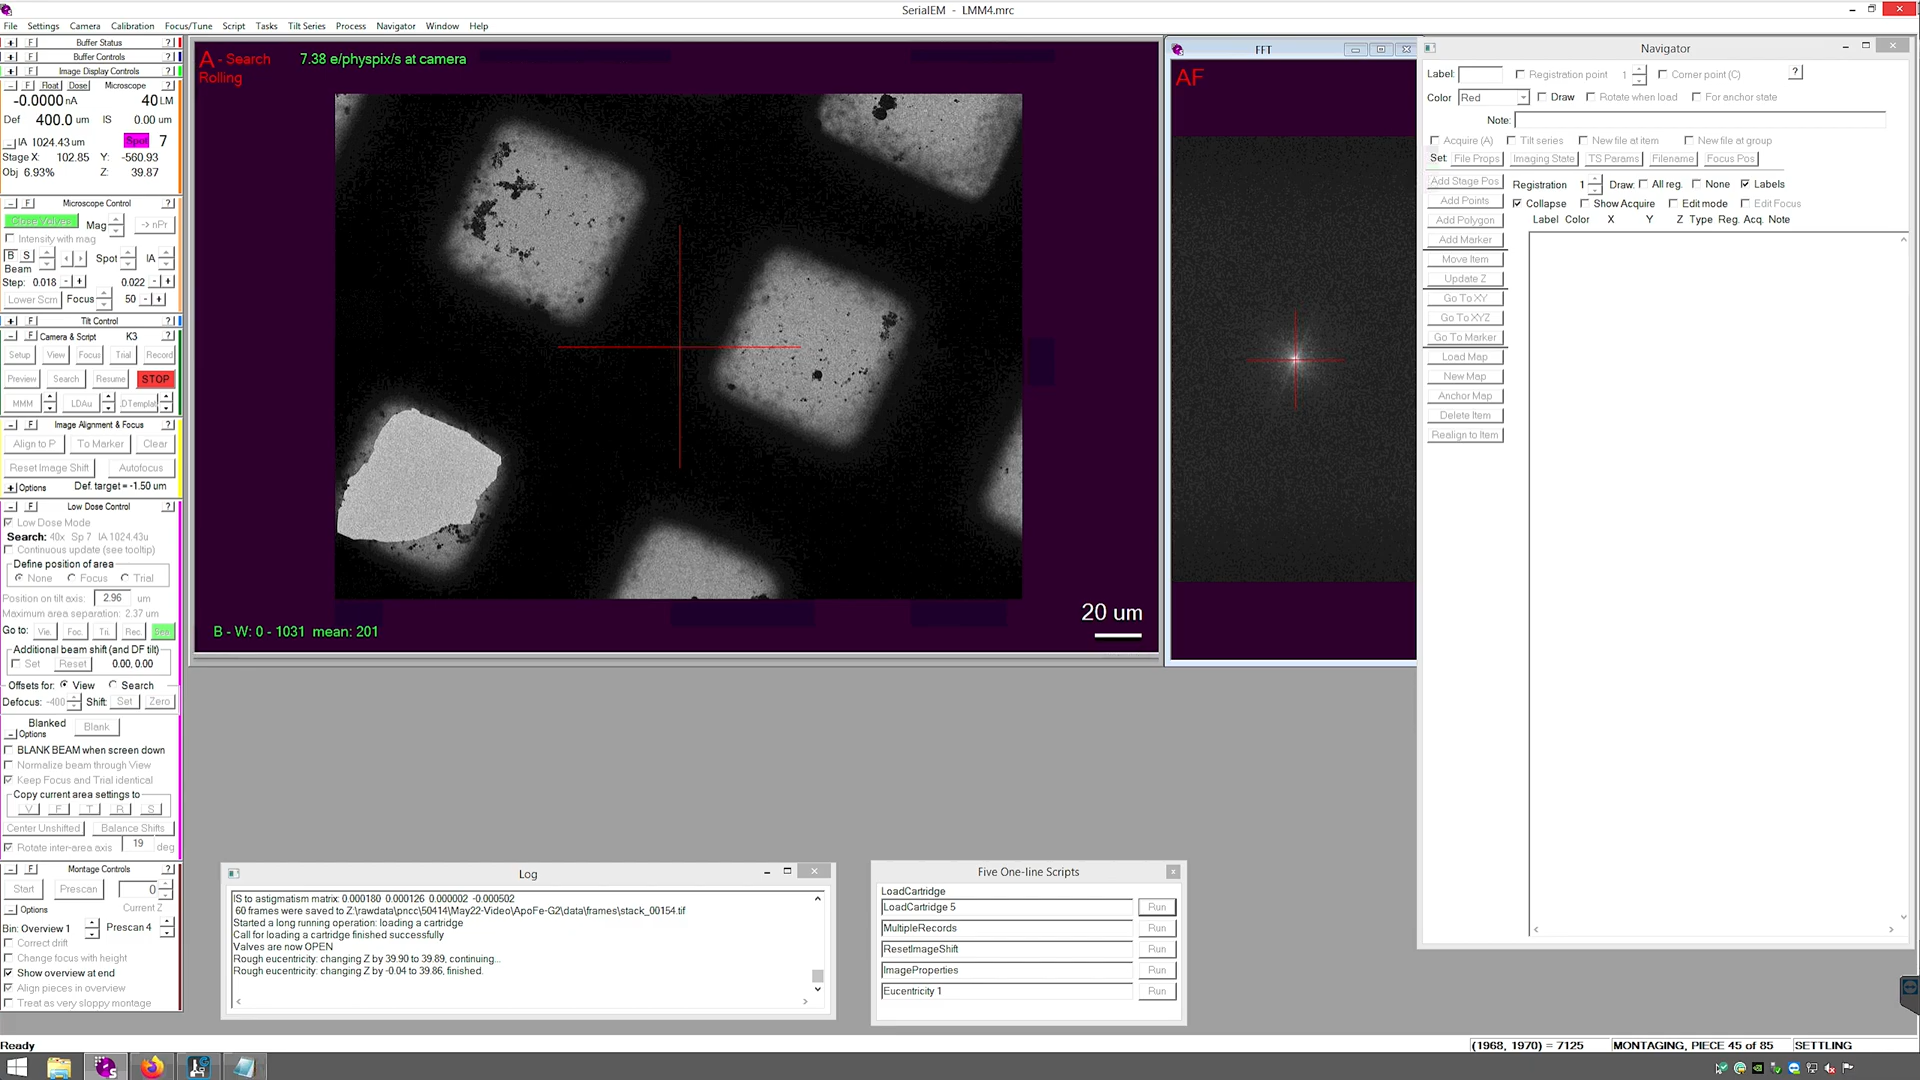 SerialEM - LMM4.mrc
File Settings Camera Calibration Focus/Tune Script Tasks Tilt Series Process Navigator Window Help
+ F Buffer Status ?
+ F Buffer Controls ?
+ F Image Display Controls ?
- F Float Dose Microscope ?
-0.0000 nA 40 LM
Def 400.0 um IS 0.00 um
IA 1024.43 um Spot 7
Stage X: 102.85 Y: -560.93
Obj 6.93% Z: 39.87
- F Microscope Control ?
Close Valves Mag -> nPr
Intensity with mag
B S Spot IA
Beam
Step: 0.018 - + 0.022 - +
Lower Scrn Focus 50 - +
+ F Tilt Control ?
- F Camera & Script K3 ?
Setup View Focus Trial Record
Preview Search Resume STOP
MMM LDAu DTemplat
- F Image Alignment & Focus ?
Align to P To Marker Clear
Reset Image Shift Autofocus
+ Options Def. target = -1.50 um
- F Low Dose Control ?
Low Dose Mode
Search: 40x Sp 7 IA 1024.43u
Continuous update (see tooltip)
Define position of area
None Focus Trial
Position on tilt axis: 2.96 um
Maximum area separation: 2.37 um
Go to: Vie. Foc. Tri. Rec. Sea
Additional beam shift (and DF tilt)
Set Reset 0.00, 0.00
Offsets for: View Search
Defocus: -400 Shift: Set Zero
Blanked Blank
- Options
BLANK BEAM when screen down
Normalize beam through View
Keep Focus and Trial identical
Copy current area settings to
V F T R S
Center Unshifted Balance Shifts
Rotate inter-area axis 19 deg
- F Montage Controls ?
Start Prescan 0
- Options Current Z
Bin: Overview 1 Prescan 4
Correct drift
Change focus with height
Show overview at end
Align pieces in overview
Treat as very sloppy montage
A - Search 7.38 e/physpix/s at camera
Rolling
20 um
B - W: 0 - 1031 mean: 201
FFT
AF
Navigator
Label: Registration point 1 Corner point (C) ?
Color Red Draw Rotate when load For anchor state
Note:
Acquire (A) Tilt series New file at item New file at group
Set: File Props Imaging State TS Params Filename Focus Pos
Add Stage Pos Registration 1 Draw: All reg. None Labels
Add Points Collapse Show Acquire Edit mode Edit Focus
Add Polygon Label Color X Y Z Type Reg. Acq. Note
Add Marker
Move Item
Update Z
Go To XY
Go To XYZ
Go To Marker
Load Map
New Map
Anchor Map
Delete Item
Realign to Item
Log
IS to astigmatism matrix: 0.000180 0.000126 0.000002 -0.000502
60 frames were saved to Z:\rawdata\pncc\50414\May22-Video\ApoFe-G2\data\frames\stack_00154.tif
Started a long running operation: loading a cartridge
Call for loading a cartridge finished successfully
Valves are now OPEN
Rough eucentricity: changing Z by 39.90 to 39.89, continuing...
Rough eucentricity: changing Z by -0.04 to 39.86, finished.
Five One-line Scripts
LoadCartridge
LoadCartridge 5 Run
MultipleRecords Run
ResetImageShift Run
ImageProperties Run
Eucentricity 1 Run
Ready (1968, 1970) = 7125 MONTAGING, PIECE 45 of 85 SETTLING